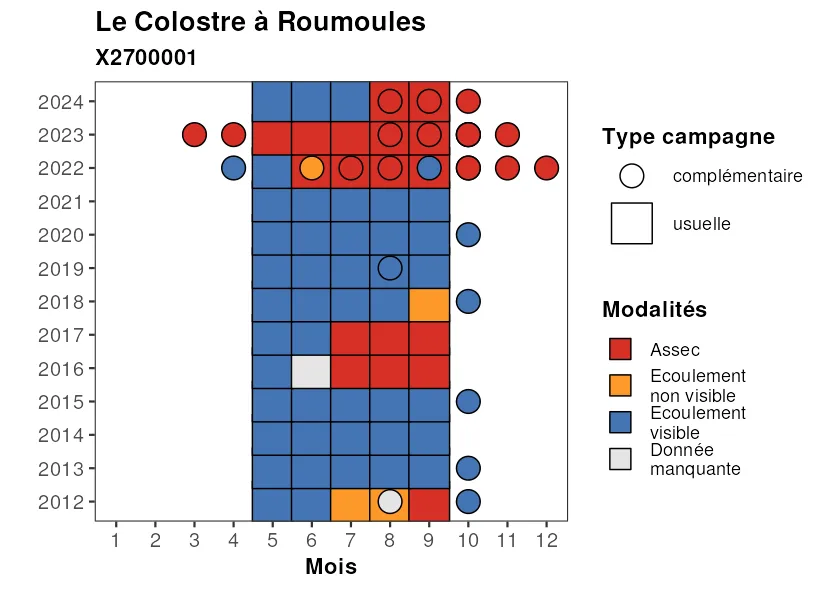 Le Colostre à Roumoules
X2700001
2024
2023
2022
2021
2020
2019
2018
2017
2016
2015
2014
2013
2012
1 2 3 4 5 6 7 8 9 10 11 12
Mois
Type campagne
complémentaire
usuelle
Modalités
Assec
Ecoulement
non visible
Ecoulement
visible
Donnée
manquante